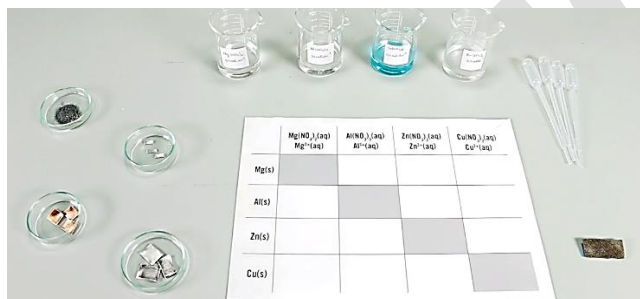 Mg(NO₃)₂(aq) Al(NO₃)₃(aq) Zn(NO₃)₂(aq) Cu(NO₃)₂(aq)
Mg²⁺(aq) Al³⁺(aq) Zn²⁺(aq) Cu²⁺(aq)
Mg(s)
Al(s)
Zn(s)
Cu(s)